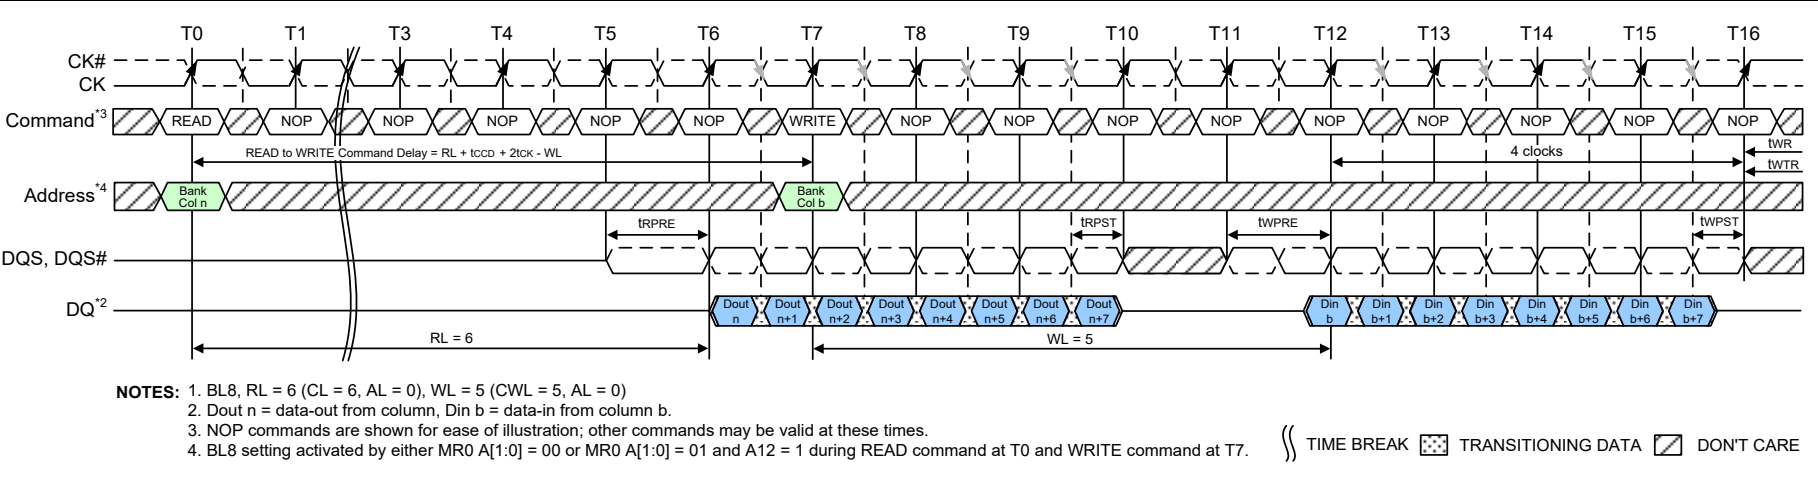 T0 T1 T3 T4 T5 T6 T7 T8 T9 T10 T11 T12 T13 T14 T15 T16
CK#
CK
Command*3 READ NOP NOP NOP NOP NOP WRITE NOP NOP NOP NOP NOP NOP NOP NOP NOP
READ to WRITE Command Delay = RL + tCCD + 2tCK - WL
4 clocks
tWR
tWTR
Address*4
Bank
Col n
Bank
Col b
tRPRE tRPST tWPRE tWPST
DQS, DQS#
DQ*2
Dout
n
Dout
n+1
Dout
n+2
Dout
n+3
Dout
n+4
Dout
n+5
Dout
n+6
Dout
n+7
Din
b
Din
b+1
Din
b+2
Din
b+3
Din
b+4
Din
b+5
Din
b+6
Din
b+7
RL = 6
WL = 5
NOTES: 1. BL8, RL = 6 (CL = 6, AL = 0), WL = 5 (CWL = 5, AL = 0)
2. Dout n = data-out from column, Din b = data-in from column b.
3. NOP commands are shown for ease of illustration; other commands may be valid at these times.
4. BL8 setting activated by either MR0 A[1:0] = 00 or MR0 A[1:0] = 01 and A12 = 1 during READ command at T0 and WRITE command at T7.
TIME BREAK TRANSITIONING DATA DON'T CARE